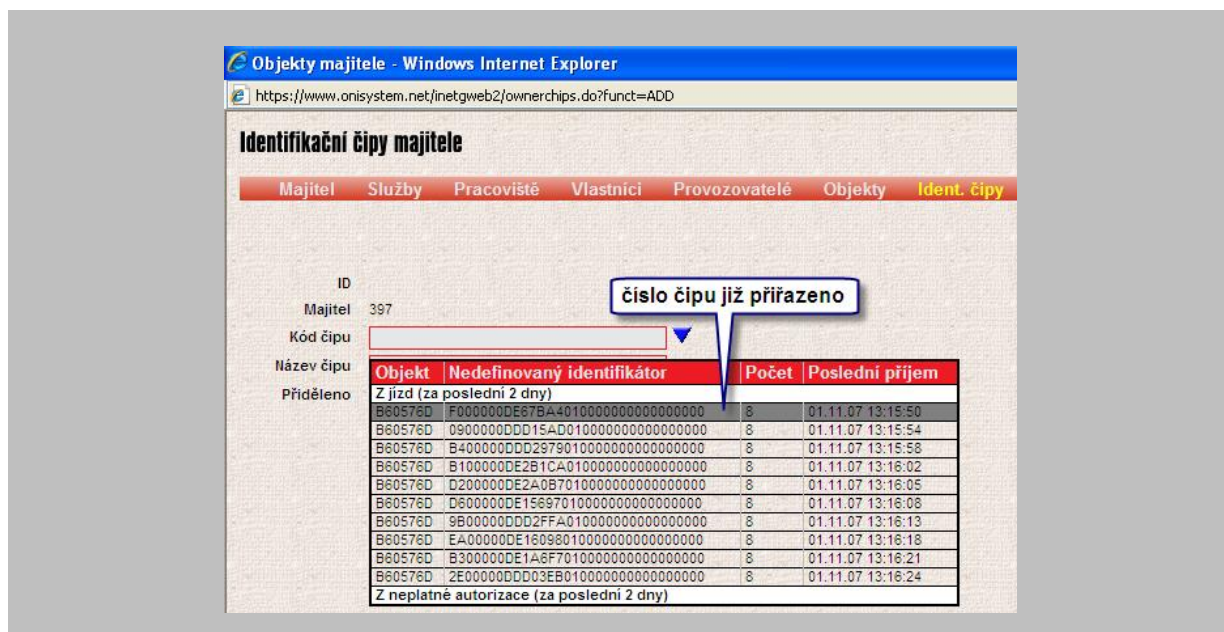 Objekty majitele - Windows Internet Explorer
https://www.onisystem.net/inetgweb2/ownerchips.do?funct=ADD
Identifikační čipy majitele
Majitel Služby Pracoviště Vlastníci Provozovatelé Objekty Ident. čipy
ID
číslo čipu již přiřazeno
Majitel 397
Kód čipu
Název čipu
Přiděleno
Objekt Nedefinovaný identifikátor Počet Poslední příjem
Z jízd (za poslední 2 dny)
B60576D F000000DE67BA4010000000000000000 8 01.11.07 13:15:50
B60576D 0900000DDD15AD010000000000000000 8 01.11.07 13:15:54
B60576D B400000DDD2979010000000000000000 8 01.11.07 13:15:58
B60576D B100000DE2B1CA010000000000000000 8 01.11.07 13:16:02
B60576D D200000DE2A0B7010000000000000000 8 01.11.07 13:16:05
B60576D D600000DE15697010000000000000000 8 01.11.07 13:16:08
B60576D 9B00000DDD2FFA010000000000000000 8 01.11.07 13:16:13
B60576D EA00000DE16098010000000000000000 8 01.11.07 13:16:18
B60576D B300000DE1A6F7010000000000000000 8 01.11.07 13:16:21
B60576D 2E00000DDD03EB010000000000000000 8 01.11.07 13:16:24
Z neplatné autorizace (za poslední 2 dny)